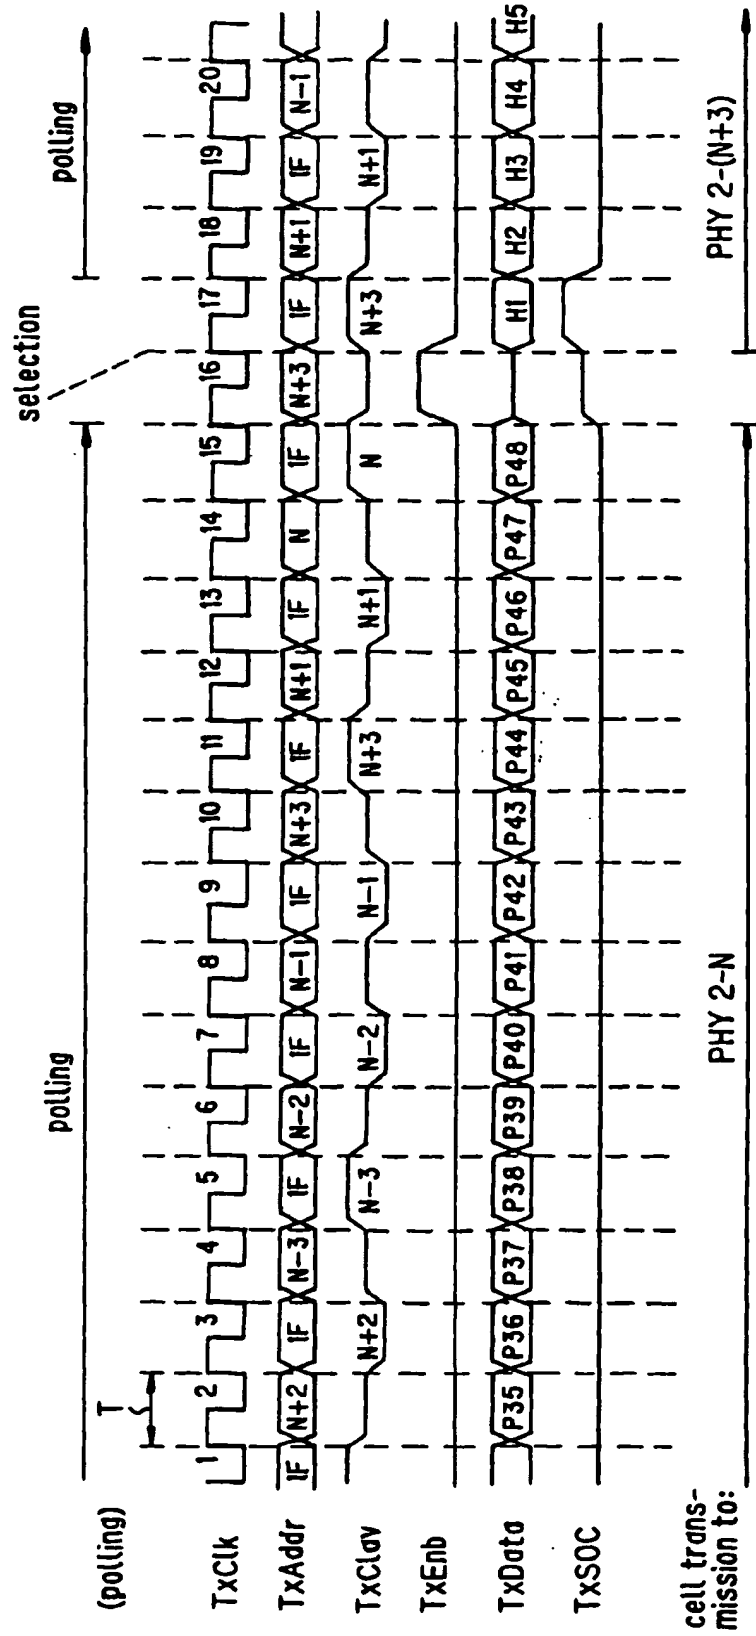 polling polling
selection
(polling) T
TxClk 1 2 3 4 5 6 7 8 9 10 11 12 13 14 15 16 17 18 19 20
TxAddr 1F N+2 1F N-3 1F N-2 1F N-1 1F N+3 1F N+1 1F N 1F N+3 1F N+1 1F N-1
TxClav N+2 N-3 N-2 N-1 N+3 N+1 N N+3 N+1
TxEnb
TxData P35 P36 P37 P38 P39 P40 P41 P42 P43 P44 P45 P46 P47 P48 H1 H2 H3 H4 H5
TxSOC
cell trans-
mission to: PHY 2-N PHY 2-(N+3)